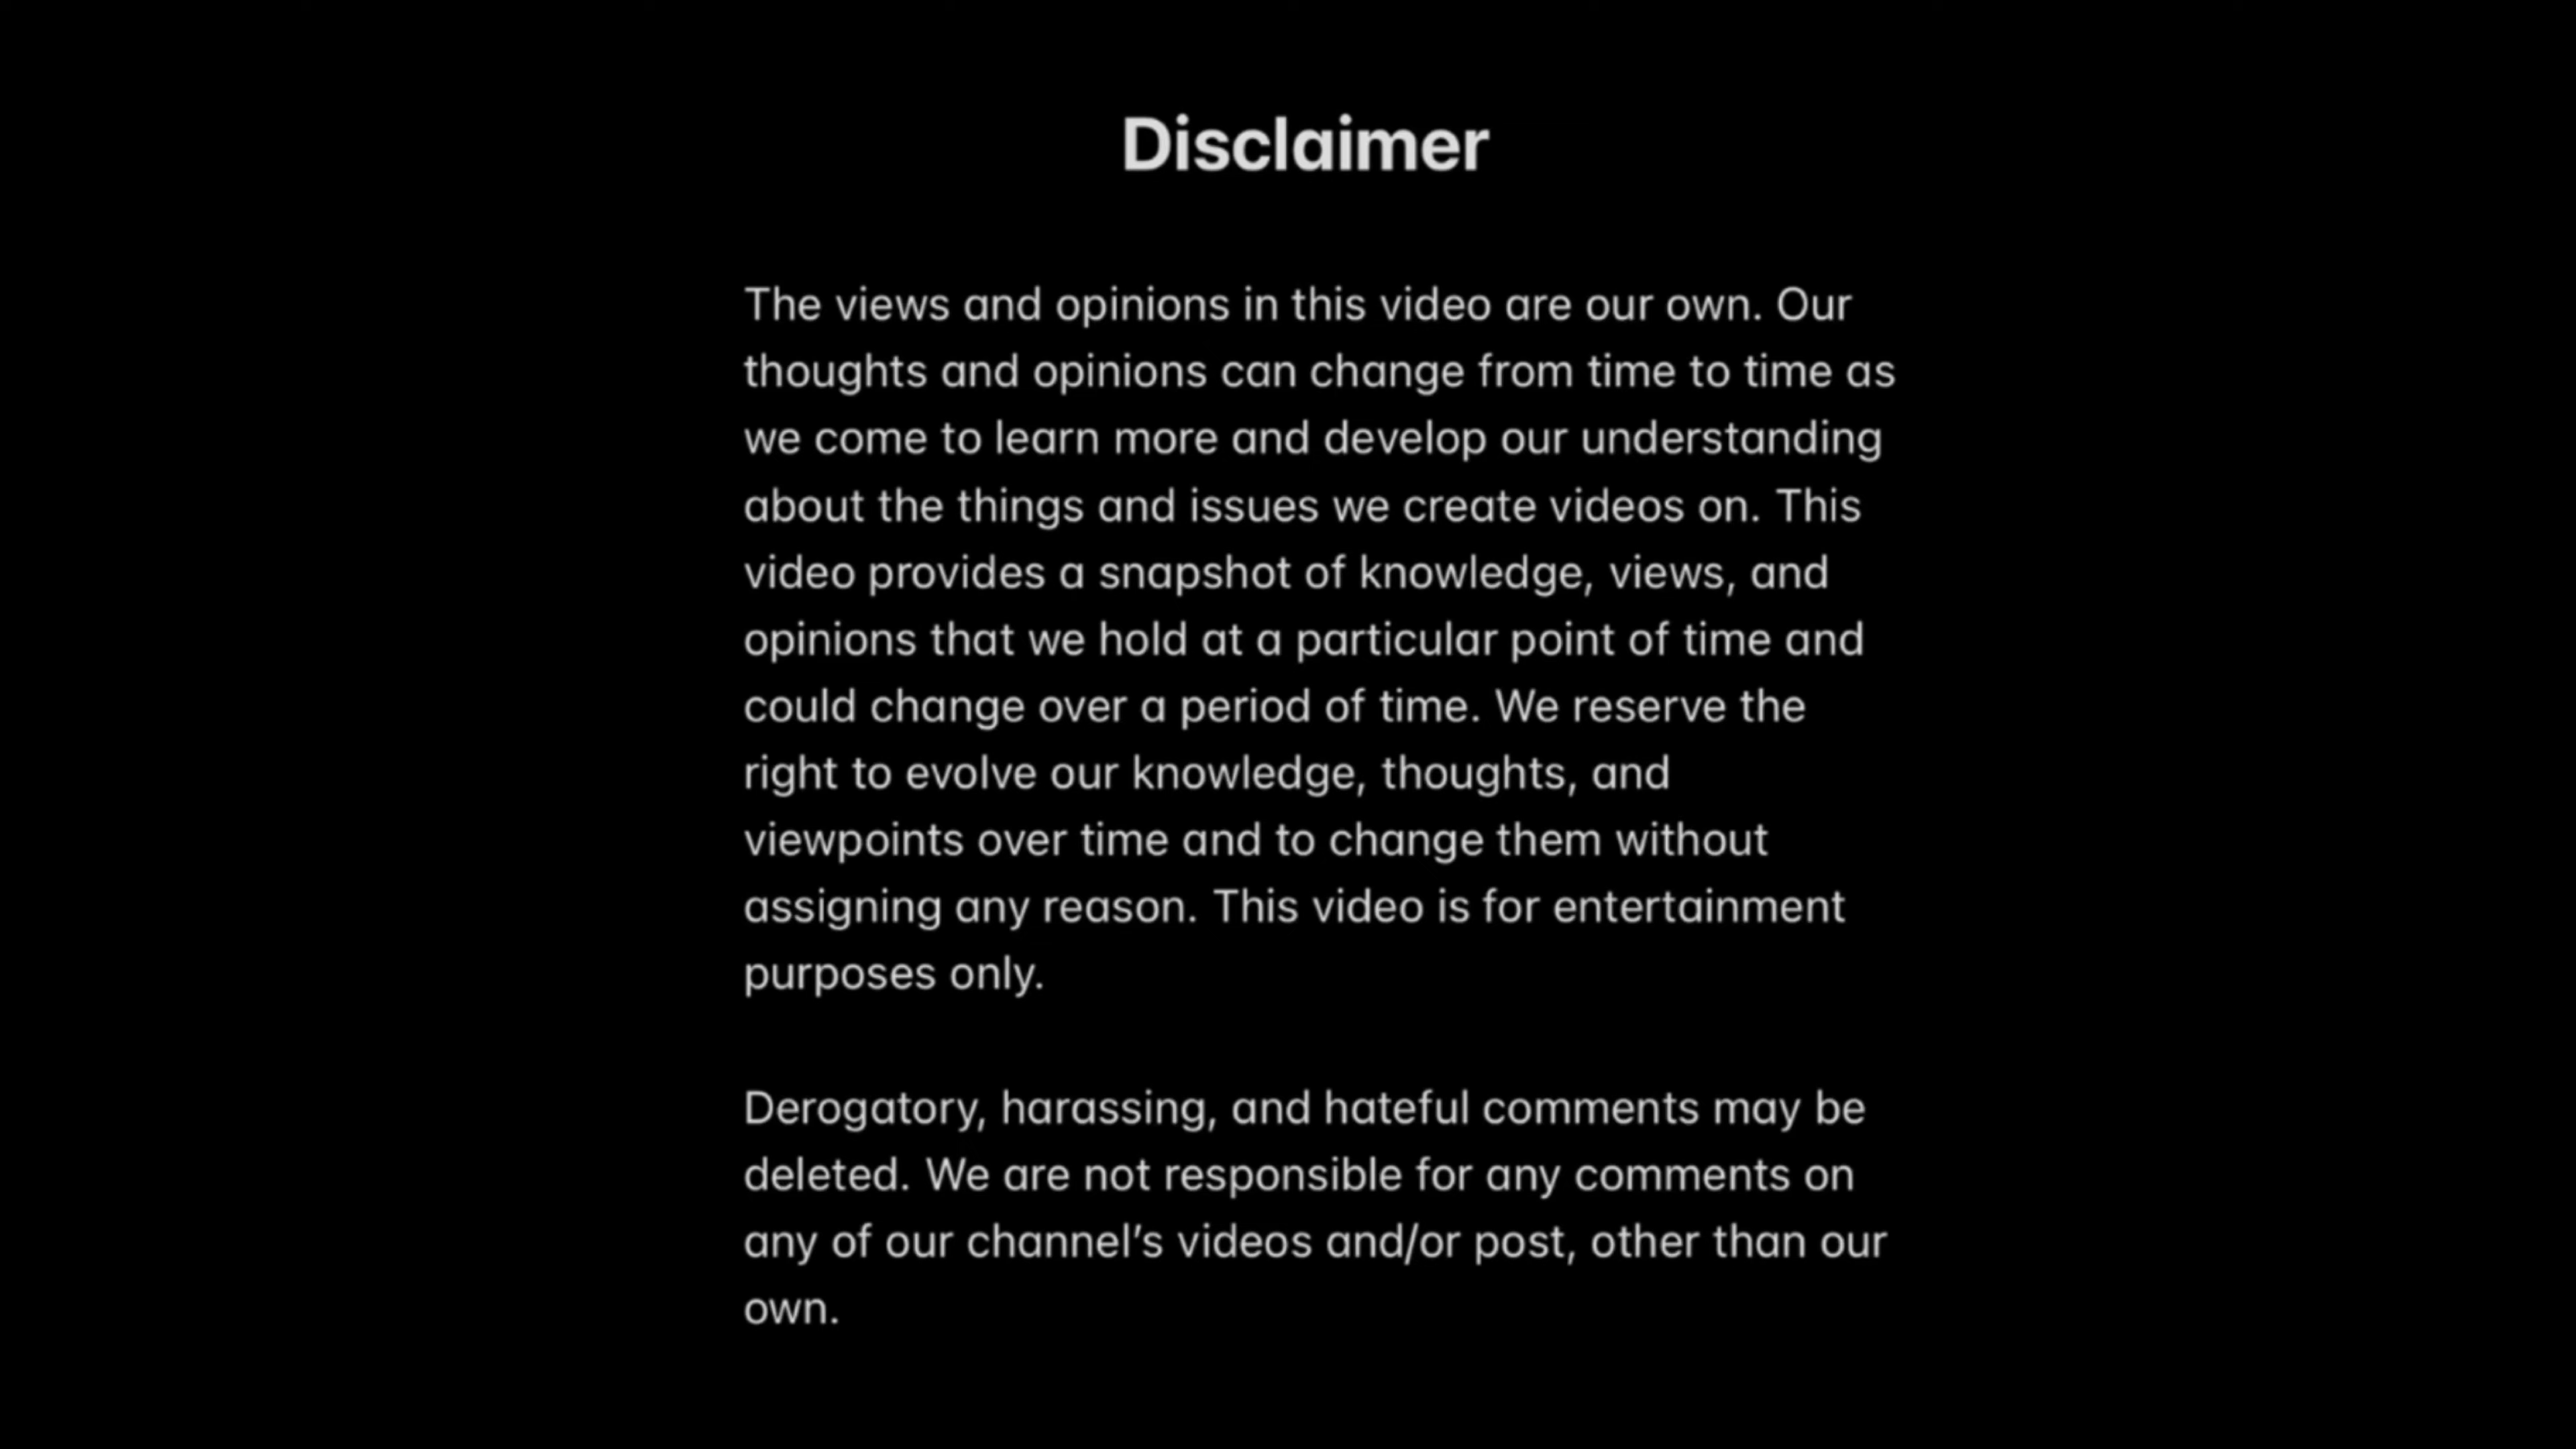 Disclaimer
The views and opinions in this video are our own. Our
thoughts and opinions can change from time to time as
we come to learn more and develop our understanding
about the things and issues we create videos on. This
video provides a snapshot of knowledge, views, and
opinions that we hold at a particular point of time and
could change over a period of time. We reserve the
right to evolve our knowledge, thoughts, and
viewpoints over time and to change them without
assigning any reason. This video is for entertainment
purposes only.
Derogatory, harassing, and hateful comments may be
deleted. We are not responsible for any comments on
any of our channel’s videos and/or post, other than our
own.